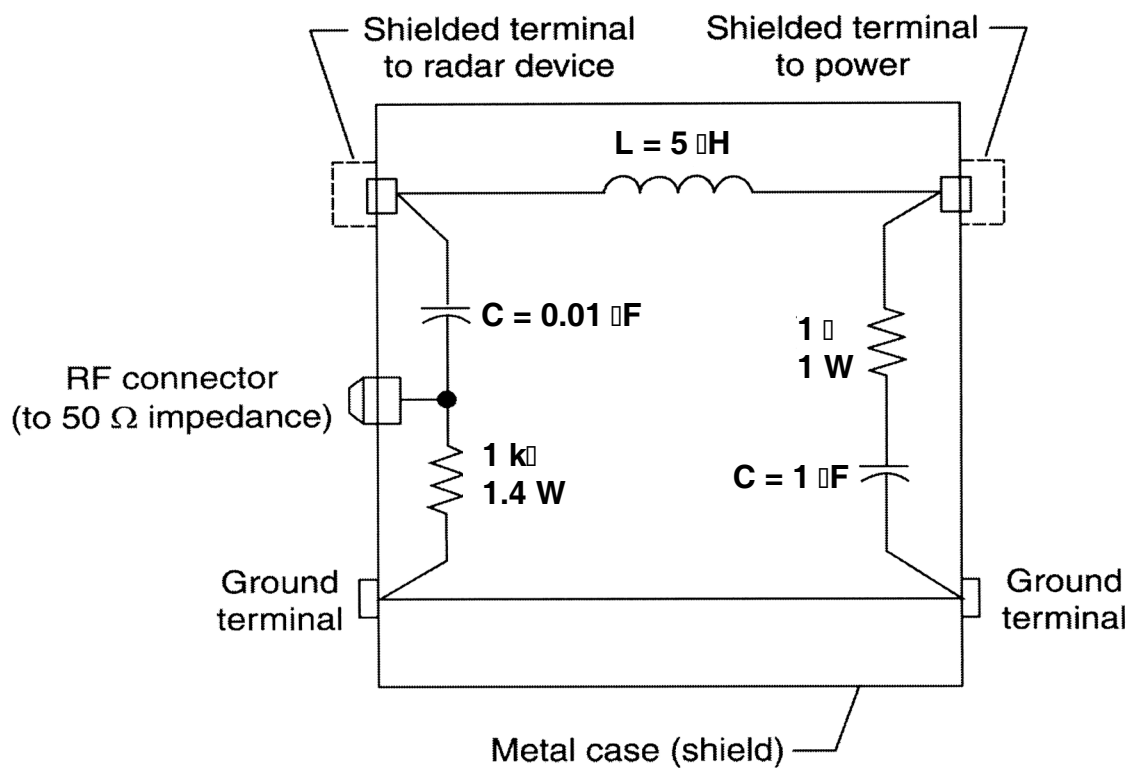 Shielded terminal
to radar device
Shielded terminal
to power
L = 5 ▯H
C = 0.01 ▯F
1 ▯
1 W
RF connector
(to 50 Ω impedance)
1 k▯
1.4 W
C = 1 ▯F
Ground
terminal
Ground
terminal
Metal case (shield)